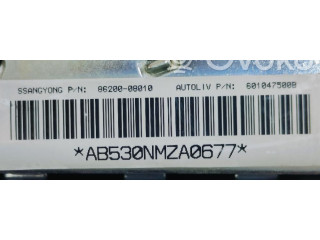 SSANGYONG P/N: 86200-08010 AUTOLIV P/N: 601047500B
*AB530NMZA0677*